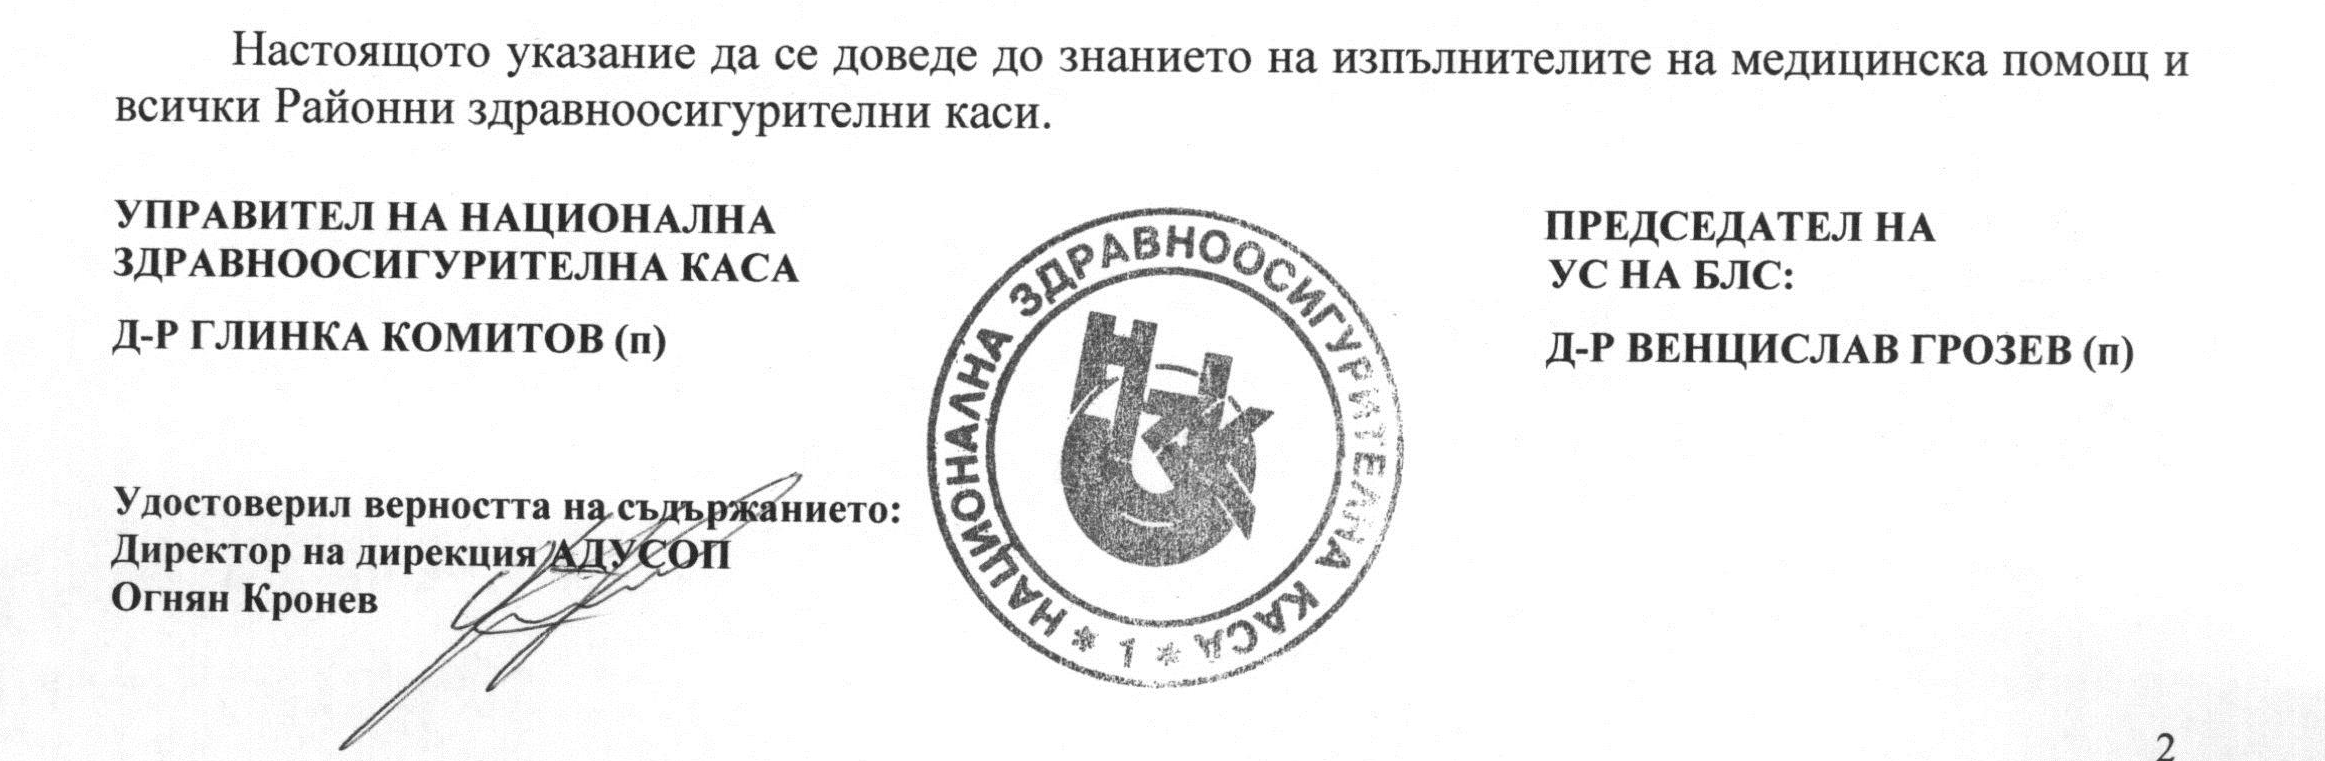 Настоящото указание да се доведе до знанието на изпълнителите на медицинска помощ и
всички Районни здравноосигурителни каси.
УПРАВИТЕЛ НА НАЦИОНАЛНА
ЗДРАВНООСИГУРИТЕЛНА КАСА
Д-Р ГЛИНКА КОМИТОВ (п)
ПРЕДСЕДАТЕЛ НА
УС НА БЛС:
Д-Р ВЕНЦИСЛАВ ГРОЗЕВ (п)
НАЦИОНАЛНА ЗДРАВНООСИГУРИТЕЛНА КАСА * 1 *
НЗК
Удостоверил верността на съдържанието:
Директор на дирекция АДУСОП
Огнян Кронев
2